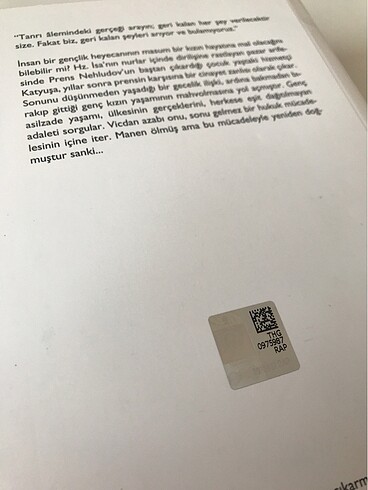 "Tanrı âlemindeki gerçeği arayın; geri kalan her şey verilecektir
size. Fakat biz, geri kalan şeyleri arıyor ve bulamıyoruz."
İnsan bir gençlik heyecanının masum bir kızın hayatına mal olacağını
bilebilir mi? Hz. İsa'nın nurlar içinde dirilişine rastlayan pazar arife-
sinde Prens Nehludov'un baştan çıkardığı çocuk yaştaki hizmetçi
Katyuşa, yıllar sonra prensin karşısına bir cinayet zanlısı olarak çıkar.
Sonunu düşünmeden yaşadığı bir gecelik ilişki, ardına bakmadan bı-
rakıp gittiği genç kızın yaşamının mahvolmasına yol açmıştır. Genç
asilzade yaşamı, ülkesinin gerçeklerini, herkese eşit dağıtılmayan
adaleti sorgular. Vicdan azabı onu, sonu gelmez bir hukuk mücade-
lesinin içine iter. Manen ölmüş ama bu mücadeleyle yeniden doğ-
muştur sanki...
THG
0975987
RAP